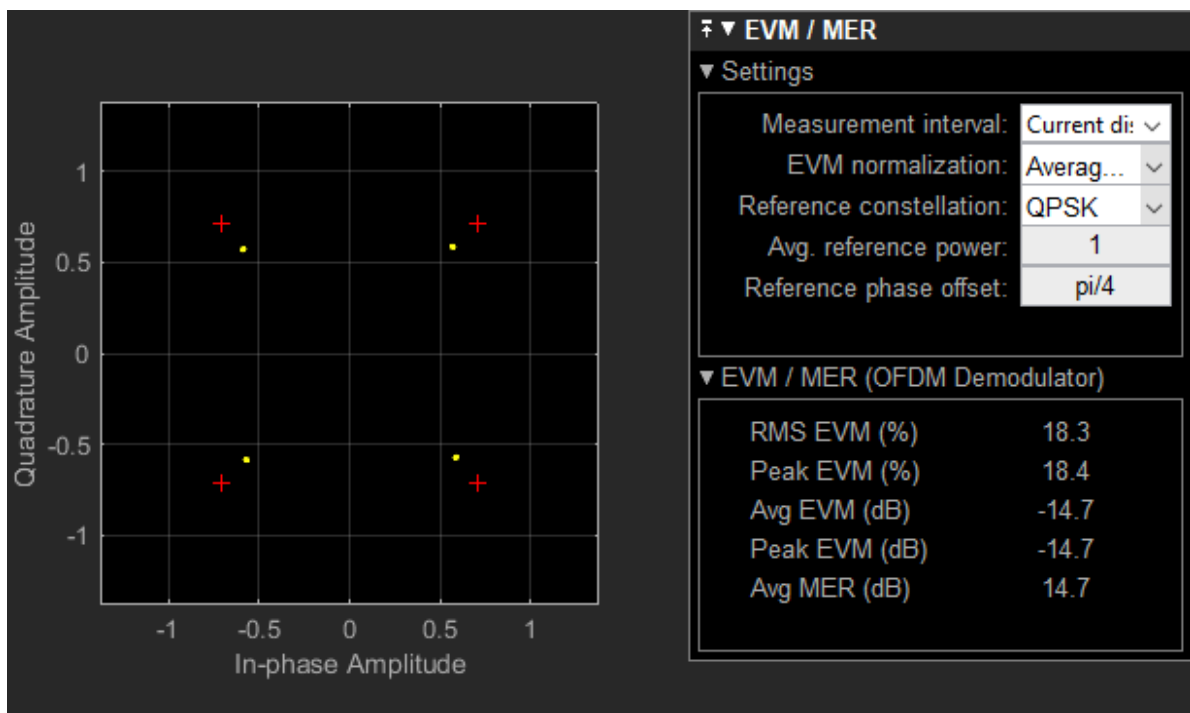 EVM / MER
Settings
Measurement interval: Current di:
EVM normalization: Averag...
Reference constellation: QPSK
Avg. reference power: 1
Reference phase offset: pi/4
EVM / MER (OFDM Demodulator)
RMS EVM (%) 18.3
Peak EVM (%) 18.4
Avg EVM (dB) -14.7
Peak EVM (dB) -14.7
Avg MER (dB) 14.7
Quadrature Amplitude
1
0.5
0
-0.5
-1
-1 -0.5 0 0.5 1
In-phase Amplitude